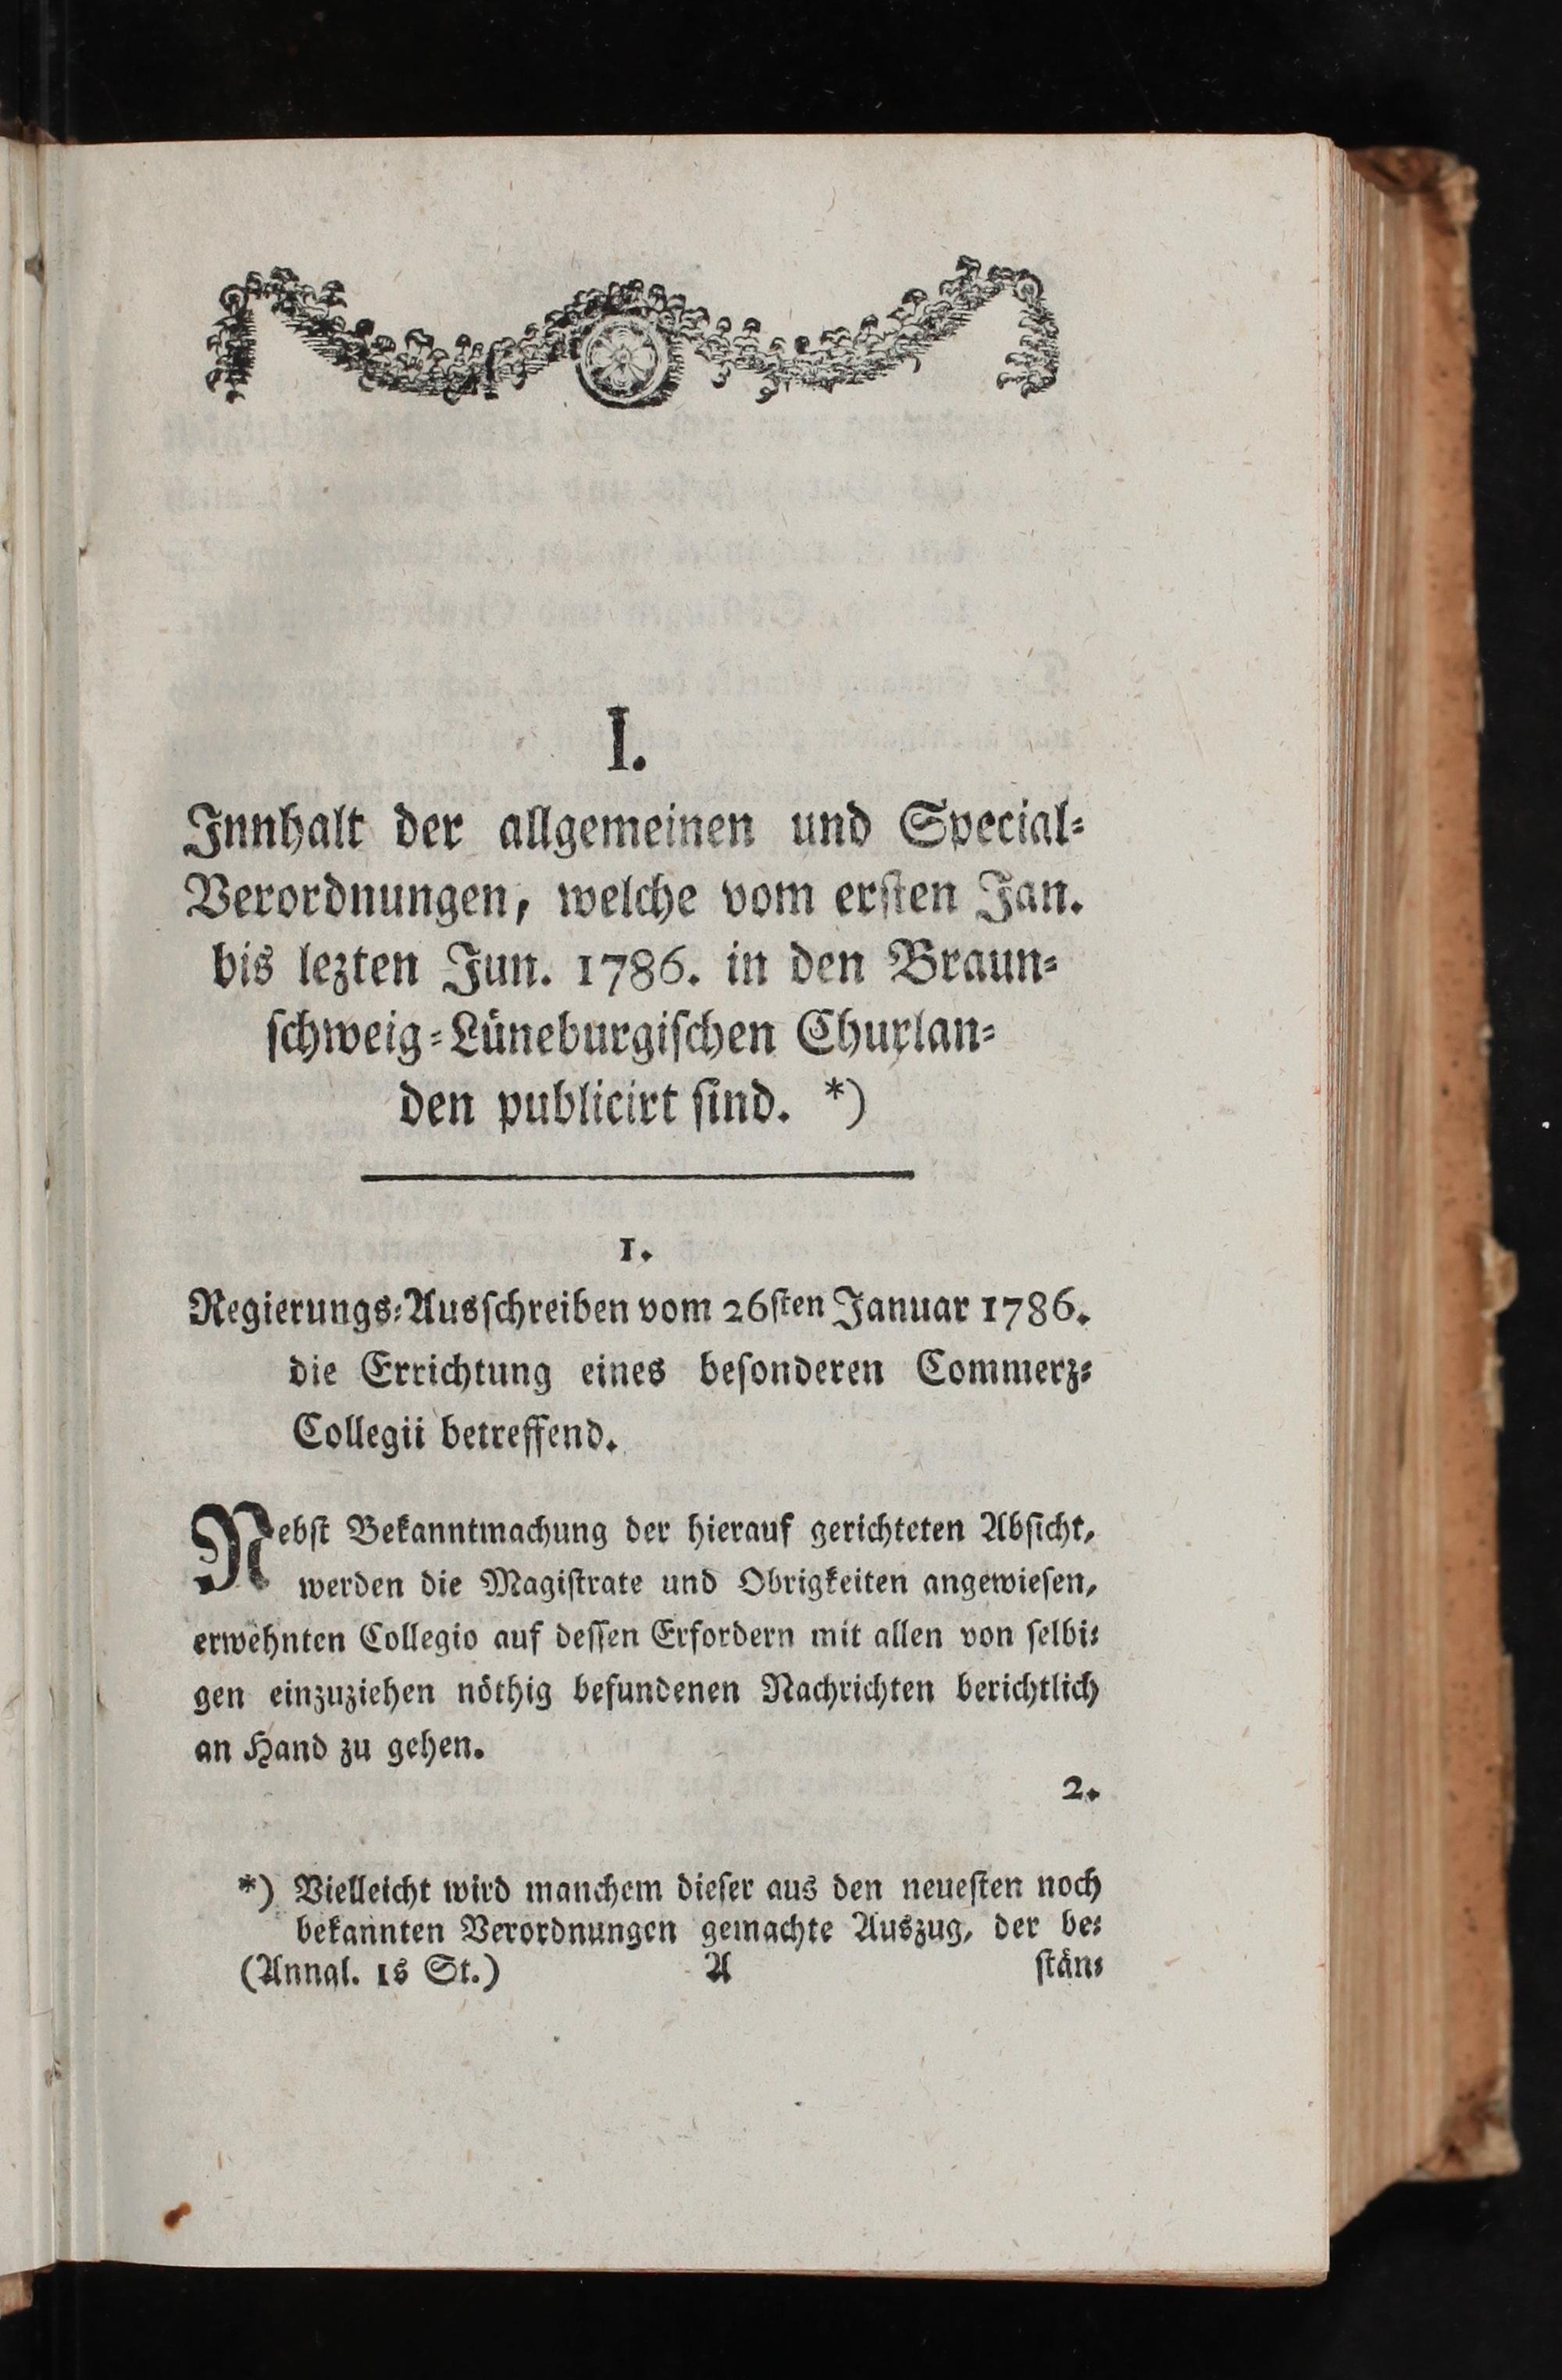 I.
Innhalt der allgemeinen und Special-
Verordnungen, welche vom ersten Jan.
bis lezten Jun. 1786. in den Braun-
schweig-Lüneburgischen Churlan-
den publicirt sind. *)
1.
Regierungs-Ausschreiben vom 26sten Januar 1786.
die Errichtung eines besonderen Commerz-
Collegii betreffend.
Nebst Bekanntmachung der hierauf gerichteten Absicht,
werden die Magistrate und Obrigkeiten angewiesen,
erwehnten Collegio auf dessen Erfordern mit allen von selbi-
gen einzuziehen nöthig befundenen Nachrichten berichtlich
an Hand zu gehen.
2.
*) Vielleicht wird manchem dieser aus den neuesten noch
bekannten Verordnungen gemachte Auszug, der be-
(Annal. 1s St.) A stän-